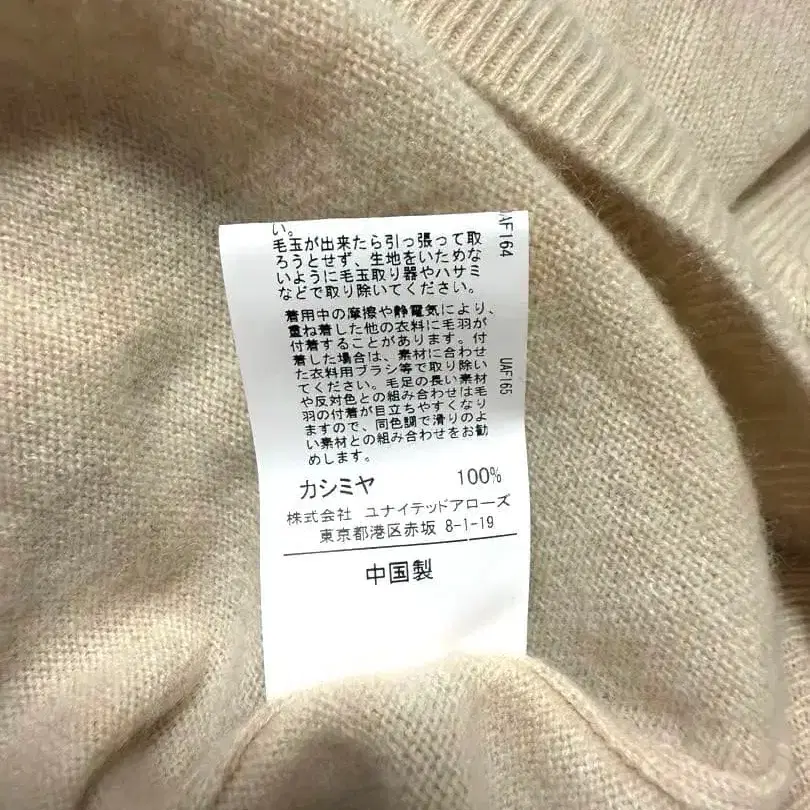 い。
毛玉が出来たら引っ張って取
ろうとせず、生地をいためな
いように毛玉取り器やハサミ
などで取り除いてください。
着用中の摩擦や静電気により、
重ね着した他の衣料に毛羽が
付着することがあります。付
着した場合は、素材に合わせ
た衣料用ブラシ等で取り除い
てください。毛足の長い素材
や反対色との組み合わせは毛
羽の付着が目立ちやすくなり
ますので、同色調で滑りのよ
い素材との組み合わせをお勧
めします。
カシミヤ 100%
株式会社 ユナイテッドアローズ
東京都港区赤坂 8-1-19
中国製
UAF164
UAF165